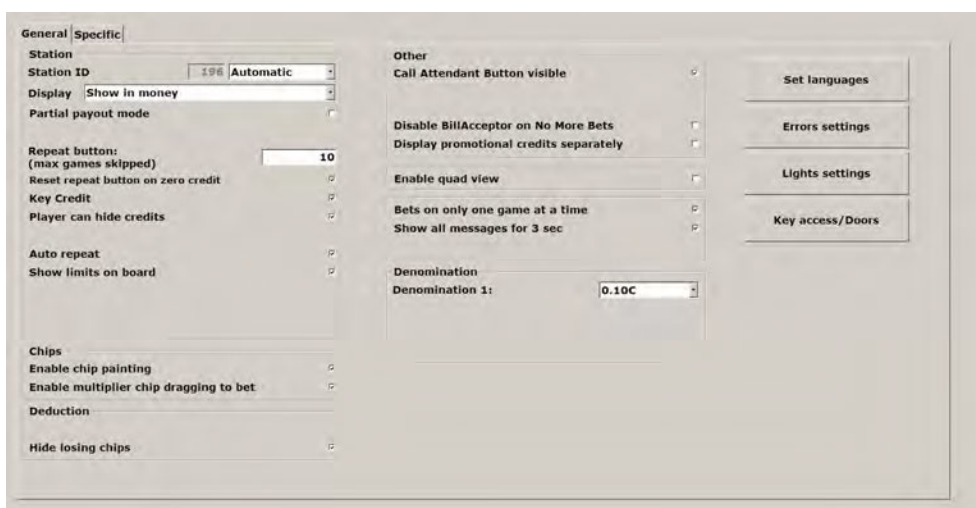 General Specific
Station
Station ID 196 Automatic
Display Show in money
Partial payout mode
Repeat button:
(max games skipped) 10
Reset repeat button on zero credit
Key Credit
Player can hide credits
Auto repeat
Show limits on board
Chips
Enable chip painting
Enable multiplier chip dragging to bet
Deduction
Hide losing chips
Other
Call Attendant Button visible
Disable BillAcceptor on No More Bets
Display promotional credits separately
Enable quad view
Bets on only one game at a time
Show all messages for 3 sec
Denomination
Denomination 1: 0.10C
Set languages
Errors settings
Lights settings
Key access/Doors